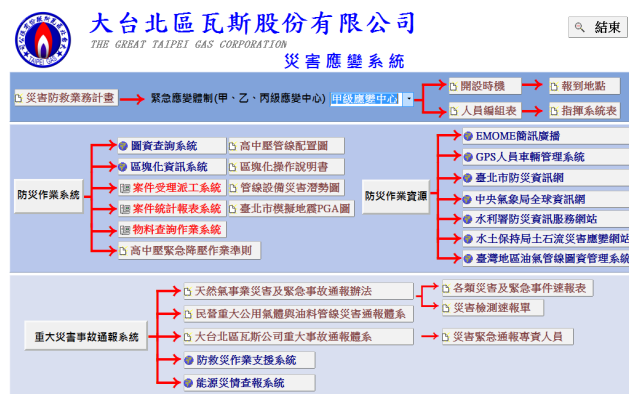 大台北區瓦斯股份有限公司
THE GREAT TAIPEI GAS CORPORATION
災害應變系統
結束
災害防救業務計畫
緊急應變體制(甲、乙、丙級應變中心)
甲級應變中心
開設時機
報到地點
人員編組表
指揮系統表
防災作業系統
圖資查詢系統
高中壓管線配置圖
區塊化資訊系統
區塊化操作說明書
案件受理派工系統
管線設備災害潛勢圖
案件統計報表系統
臺北市模擬地震PGA圖
物料查詢作業系統
高中壓緊急降壓作業準則
防災作業資源
EMOME簡訊廣播
GPS人員車輛管理系統
臺北市防災資訊網
中央氣象局全球資訊網
水利署防災資訊服務網站
水土保持局土石流災害應變網站
臺灣地區油氣管線圖資管理系統
重大災害事故通報系統
天然氣事業災害及緊急事故通報辦法
各類災害及緊急事件速報表
災害檢測速報單
民營重大公用氣體與油料管線災害通報體系
大台北區瓦斯公司重大事故通報體系
災害緊急通報專責人員
防救災作業支援系統
能源災情查報系統